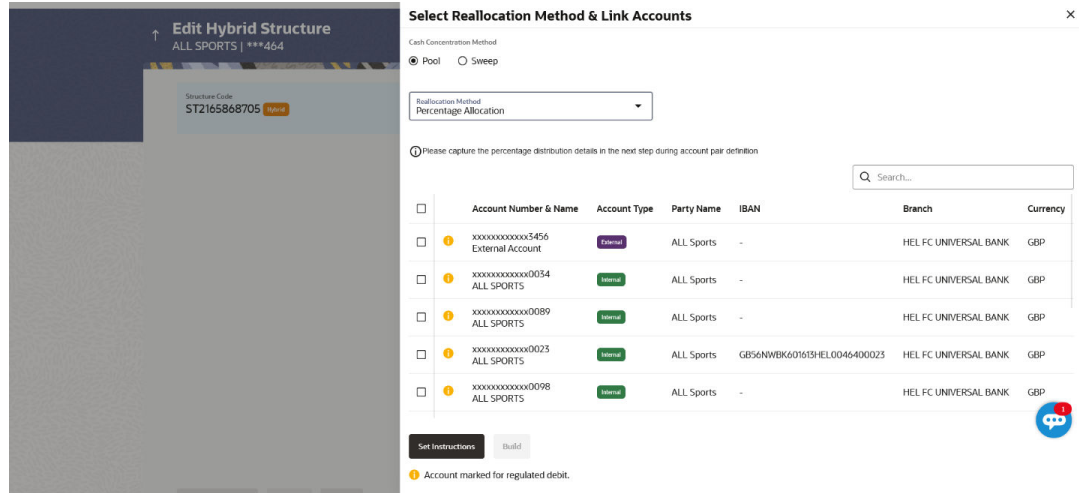 Edit Hybrid Structure
ALL SPORTS | ***464
Structure Code
ST2165868705 Hybrid
Select Reallocation Method & Link Accounts
Cash Concentration Method
Pool Sweep
Reallocation Method
Percentage Allocation
Please capture the percentage distribution details in the next step during account pair definition
Search...
Account Number & Name Account Type Party Name IBAN Branch Currency
xxxxxxxxxxxx3456
External Account External ALL Sports - HEL FC UNIVERSAL BANK GBP
xxxxxxxxxxxx0034
ALL SPORTS Internal ALL Sports - HEL FC UNIVERSAL BANK GBP
xxxxxxxxxxxx0089
ALL SPORTS Internal ALL Sports - HEL FC UNIVERSAL BANK GBP
xxxxxxxxxxxx0023
ALL SPORTS Internal ALL Sports GB56NWBK601613HEL0046400023 HEL FC UNIVERSAL BANK GBP
xxxxxxxxxxxx0098
ALL SPORTS Internal ALL Sports - HEL FC UNIVERSAL BANK GBP
1
Set Instructions Build
Account marked for regulated debit.